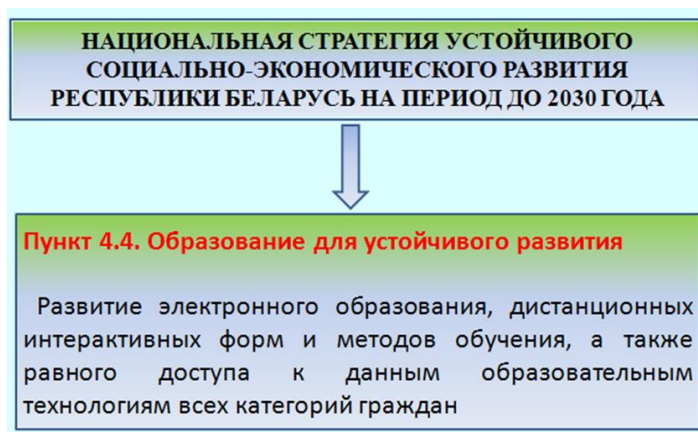 НАЦИОНАЛЬНАЯ СТРАТЕГИЯ УСТОЙЧИВОГО
СОЦИАЛЬНО-ЭКОНОМИЧЕСКОГО РАЗВИТИЯ
РЕСПУБЛИКИ БЕЛАРУСЬ НА ПЕРИОД ДО 2030 ГОДА
Пункт 4.4. Образование для устойчивого развития
Развитие электронного образования, дистанционных
интерактивных форм и методов обучения, а также
равного доступа к данным образовательным
технологиям всех категорий граждан